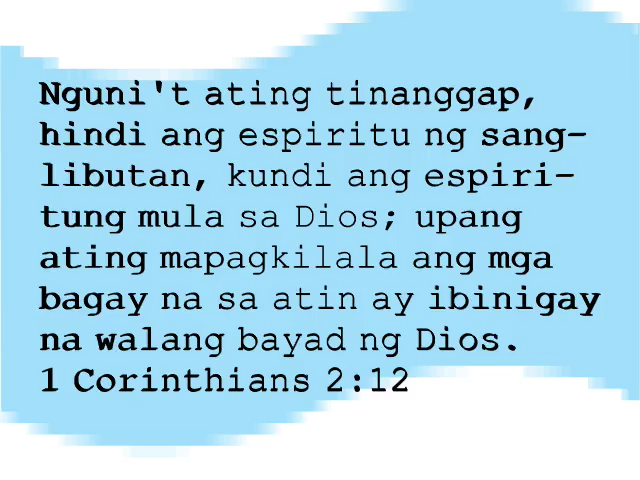 Nguni't ating tinanggap,
hindi ang espiritu ng sang-
libutan, kundi ang espiri-
tung mula sa Dios; upang
ating mapagkilala ang mga
bagay na sa atin ay ibinigay
na walang bayad ng Dios.
1 Corinthians 2:12